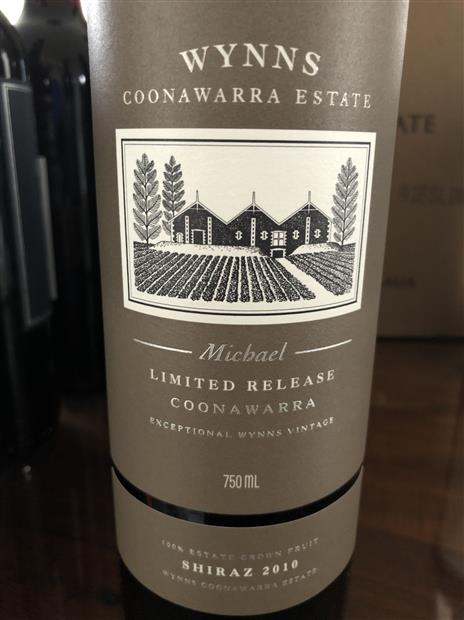 WYNNS
COONAWARRA ESTATE
Michael
LIMITED RELEASE
COONAWARRA
EXCEPTIONAL WYNNS VINTAGE
750 ML
100% ESTATE GROWN FRUIT
SHIRAZ 2010
WYNNS COONAWARRA ESTATE